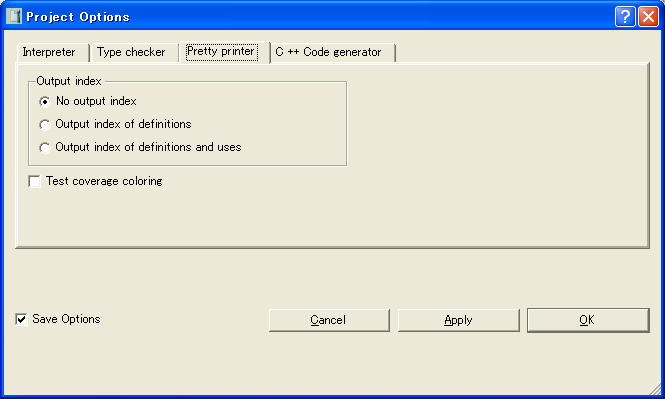 Project Options
Interpreter
Type checker
Pretty printer
C ++ Code generator
Output index
No output index
Output index of definitions
Output index of definitions and uses
Test coverage coloring
Save Options
Cancel
Apply
OK